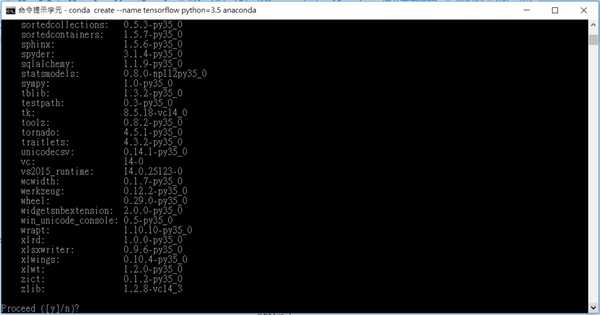 命令提示字元 - conda create --name tensorflow python=3.5 anaconda
sortedcollections: 0.5.3-py35_0
sortedcontainers: 1.5.7-py35_0
sphinx: 1.5.6-py35_0
spyder: 3.1.4-py35_0
sqlalchemy: 1.1.9-py35_0
statsmodels: 0.8.0-np112py35_0
sympy: 1.0-py35_0
tblib: 1.3.2-py35_0
testpath: 0.3-py35_0
tk: 8.5.18-vc14_0
toolz: 0.8.2-py35_0
tornado: 4.5.1-py35_0
traitlets: 4.3.2-py35_0
unicodecsv: 0.14.1-py35_0
vc: 14-0
vs2015_runtime: 14.0.25123-0
wcwidth: 0.1.7-py35_0
werkzeug: 0.12.2-py35_0
wheel: 0.29.0-py35_0
widgetsnbextension: 2.0.0-py35_0
win_unicode_console: 0.5-py35_0
wrapt: 1.10.10-py35_0
xlrd: 1.0.0-py35_0
xlsxwriter: 0.9.6-py35_0
xlwings: 0.10.4-py35_0
xlwt: 1.2.0-py35_0
zict: 0.1.2-py35_0
zlib: 1.2.8-vc14_3
Proceed ([y]/n)?